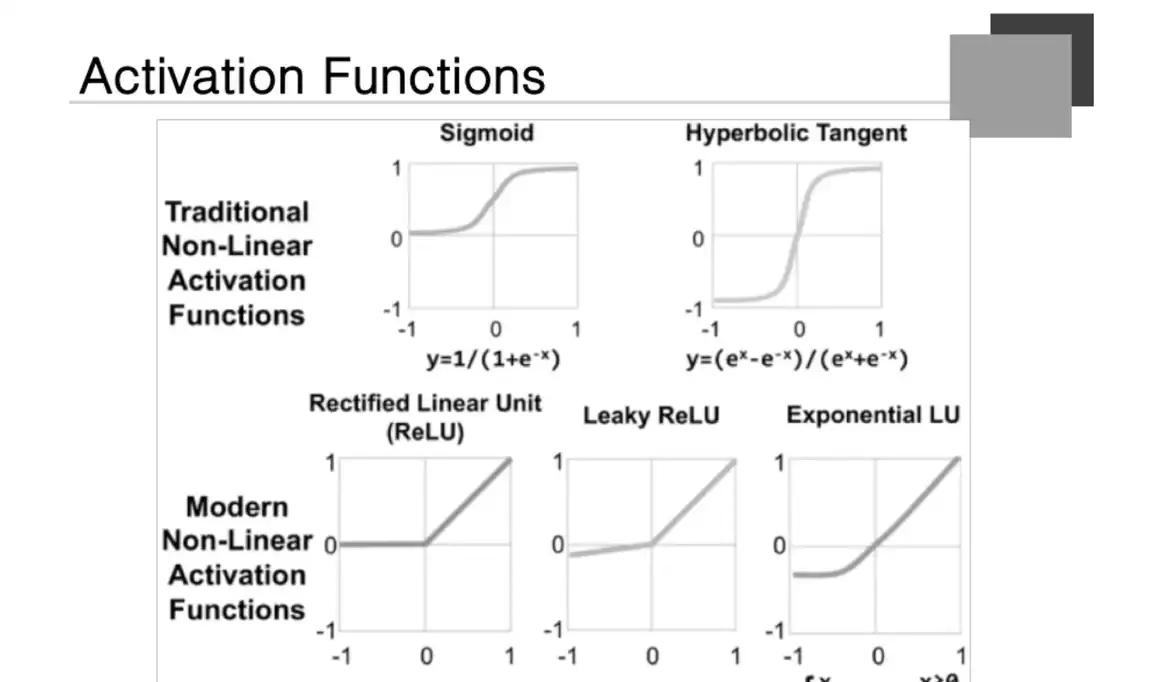 Activation Functions
Sigmoid
Hyperbolic Tangent
Traditional
Non-Linear
Activation
Functions
1
0
-1
-1 0 1
y=1/(1+e⁻ˣ)
1
0
-1
-1 0 1
y=(eˣ-e⁻ˣ)/(eˣ+e⁻ˣ)
Rectified Linear Unit
(ReLU)
Leaky ReLU
Exponential LU
Modern
Non-Linear
Activation
Functions
1
0
-1
-1 0 1
1
0
-1
-1 0 1
1
0
-1
-1 0 1